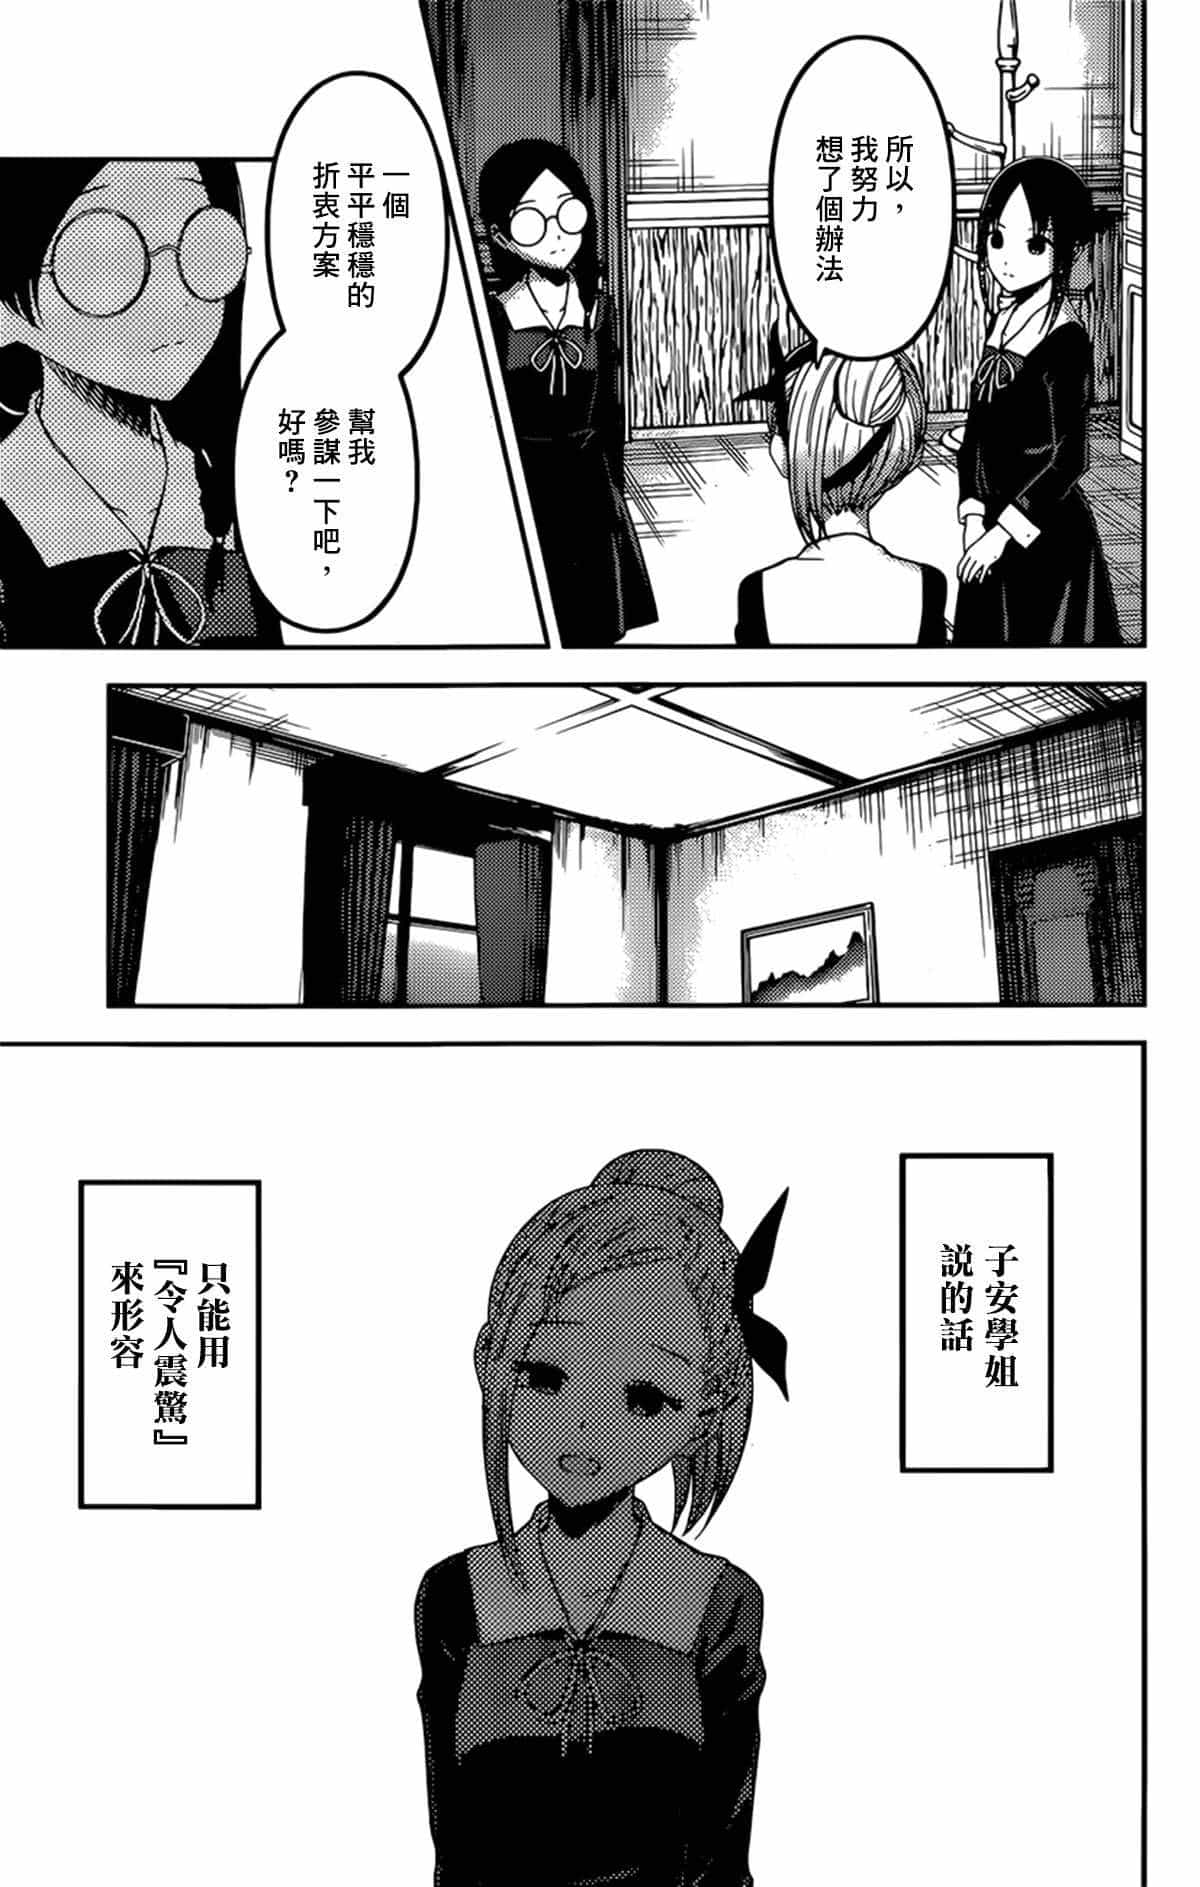 所以，
我努力
想了個辦法
一個
平平穩穩的
折衷方案
幫我
參謀一下吧，
好嗎？
子安學姐
説的話
只能用
『令人震驚』
來形容